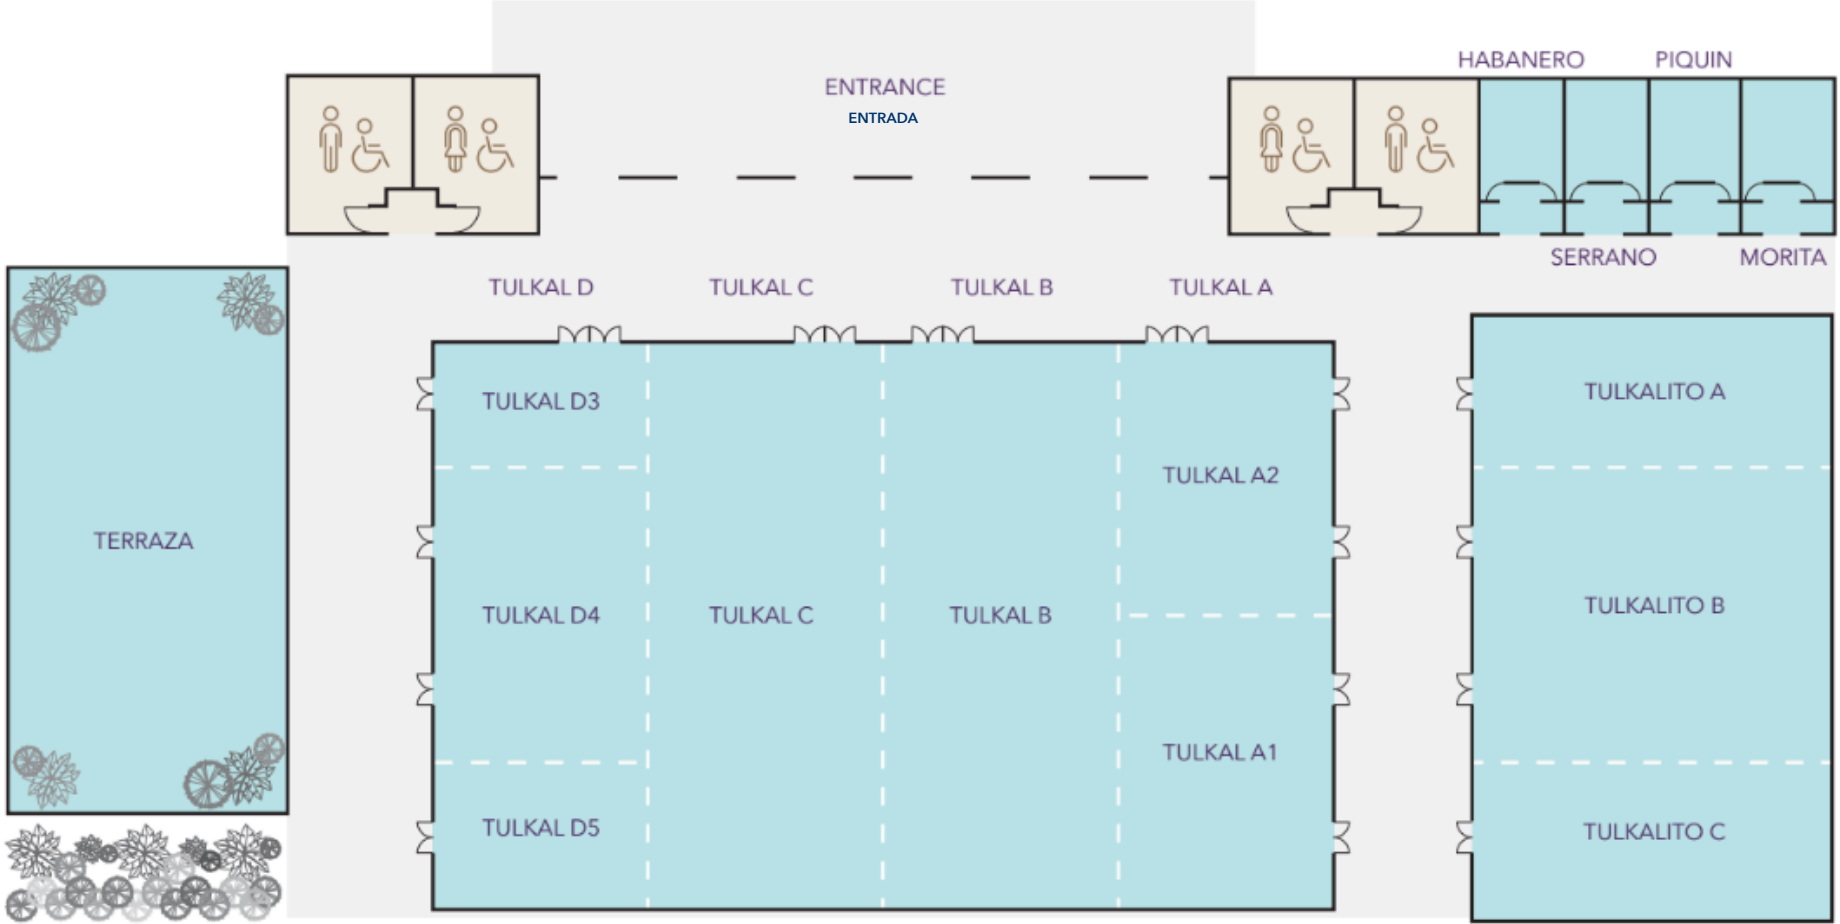 HABANERO
PIQUIN
ENTRANCE
ENTRADA
SERRANO
MORITA
TULKAL D
TULKAL C
TULKAL B
TULKAL A
TULKAL D3
TULKALITO A
TULKAL A2
TERRAZA
TULKAL D4
TULKAL C
TULKAL B
TULKALITO B
TULKAL A1
TULKAL D5
TULKALITO C